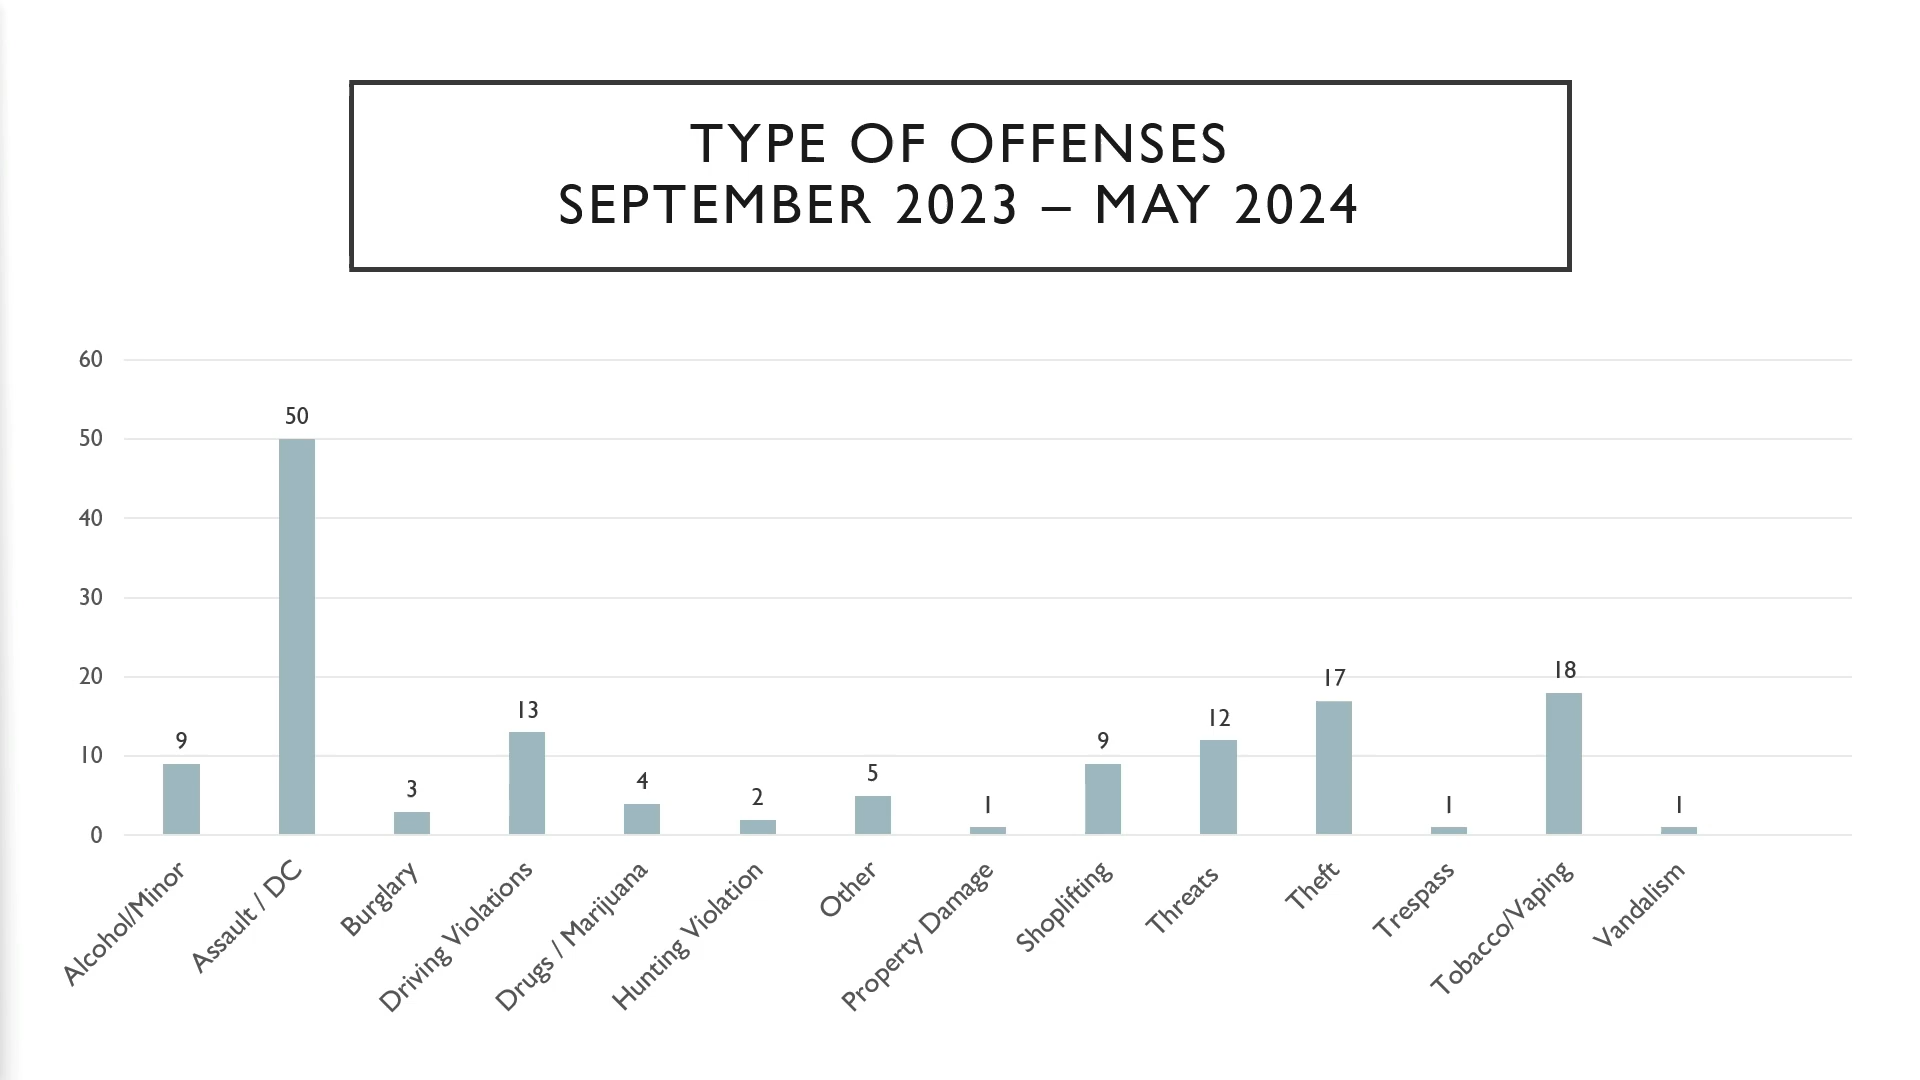 TYPE OF OFFENSES
SEPTEMBER 2023 – MAY 2024
60
50
40
30
20
10
0
9
50
3
13
4
2
5
1
9
12
17
1
18
1
Alcohol/Minor
Assault / DC
Burglary
Driving Violations
Drugs / Marijuana
Hunting Violation
Other
Property Damage
Shoplifting
Threats
Theft
Trespass
Tobacco/Vaping
Vandalism